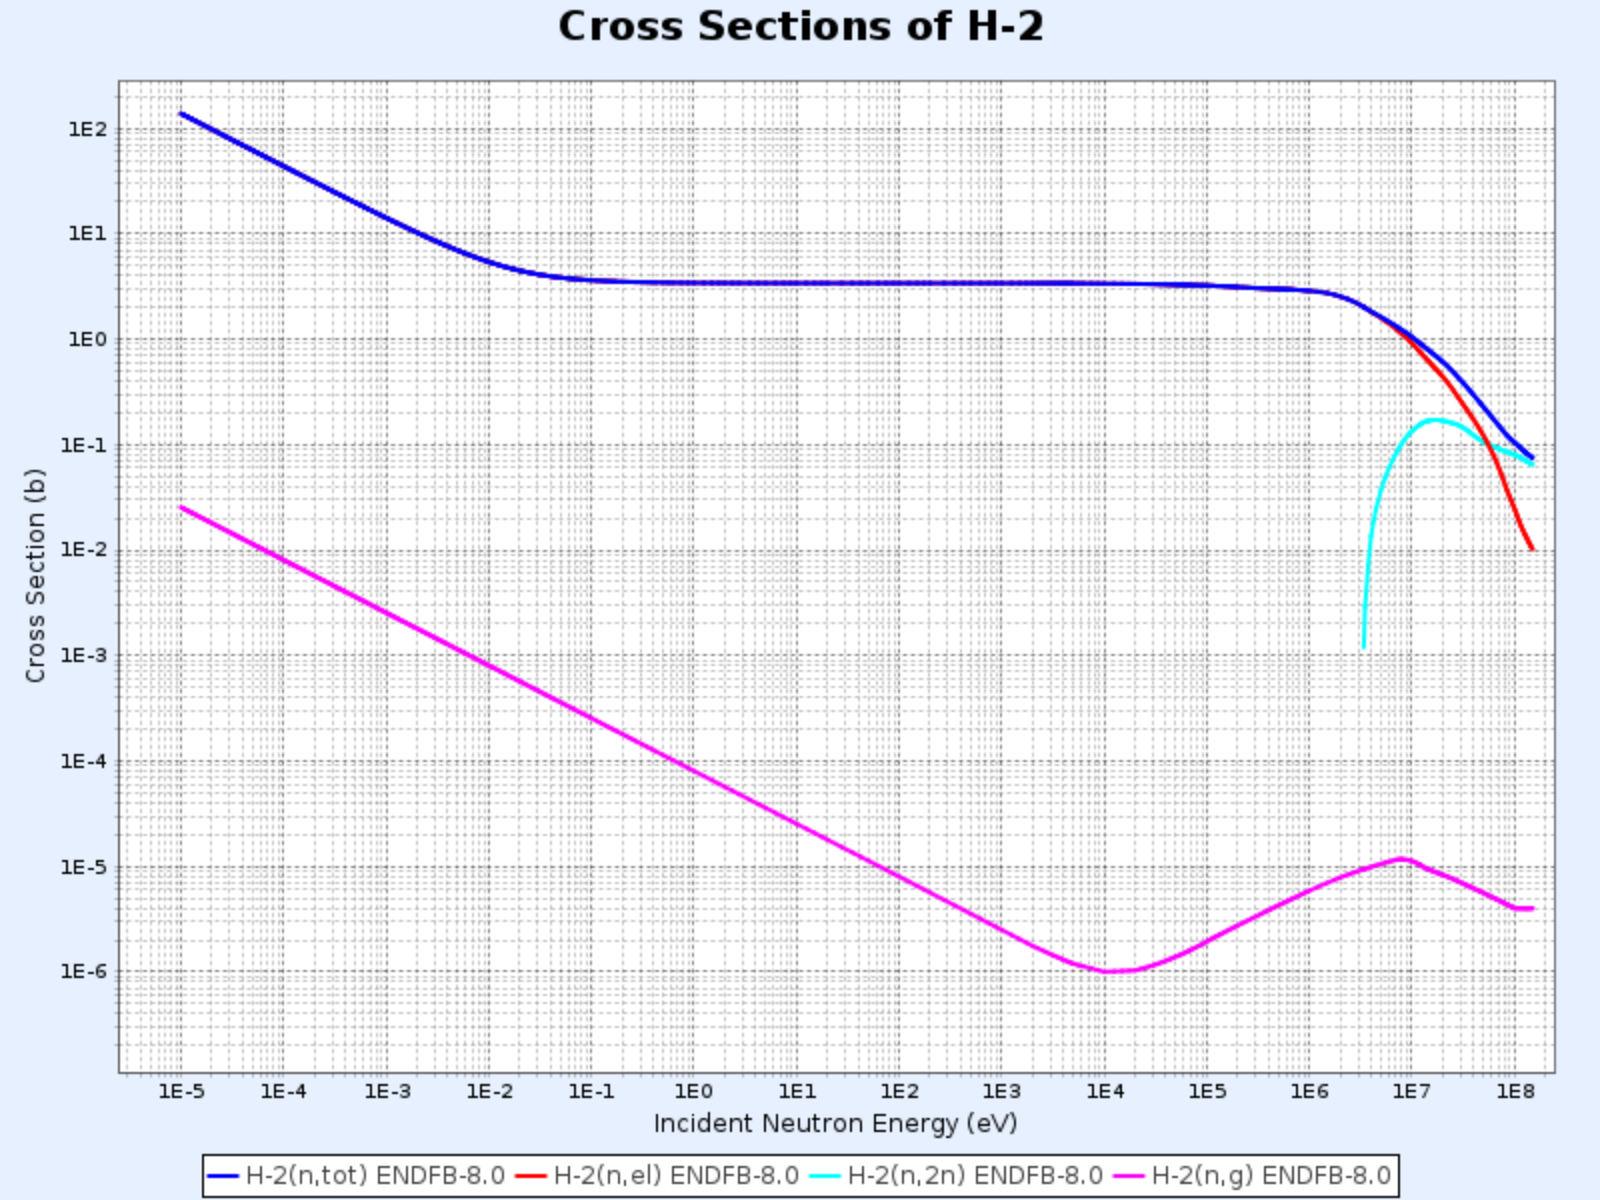 Cross Sections of H-2
Cross Section (b)
1E2
1E1
1E0
1E-1
1E-2
1E-3
1E-4
1E-5
1E-6
1E-5 1E-4 1E-3 1E-2 1E-1 1E0 1E1 1E2 1E3 1E4 1E5 1E6 1E7 1E8
Incident Neutron Energy (eV)
H-2(n,tot) ENDFB-8.0 H-2(n,el) ENDFB-8.0 H-2(n,2n) ENDFB-8.0 H-2(n,g) ENDFB-8.0